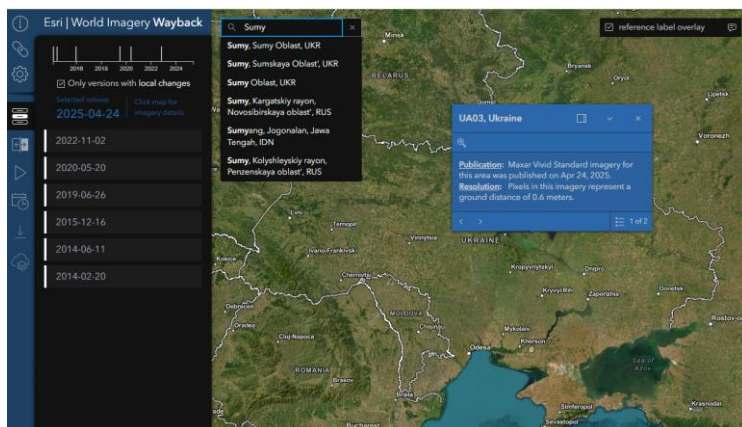 Esri | World Imagery Wayback
2016 2018 2020 2022 2024
Only versions with local changes
Selected release
2025-04-24
Click map for
imagery details
2022-11-02
2020-05-20
2019-06-26
2015-12-16
2014-06-11
2014-02-20
Sumy
Sumy, Sumy Oblast, UKR
Sumy, Sumskaya Oblast', UKR
Sumy Oblast, UKR
Sumy, Kargatskiy rayon,
Novosibirskaya oblast', RUS
Sumyang, Jogonalan, Jawa
Tengah, IDN
Sumy, Kolyshleyskiy rayon,
Penzenskaya oblast', RUS
reference label overlay
UA03, Ukraine
Publication: Maxar Vivid Standard imagery for
this area was published on Apr 24, 2025.
Resolution: Pixels in this imagery represent a
ground distance of 0.6 meters.
1 of 2
Minsk
BELARUS
Bryansk
Oryol
Lipetsk
Homel
Voronezh
Lviv
Ternopil
Vinnytsia
UKRAINE
Ivano-Frankivsk
Košice
Chernivtsi
Kropyvnytskyi
Dnipro
Kryvyi Rih
Zaporizhia
Donetsk
Debrecen
MOLDOVA
Chisinau
Rostov-o
Oradea
Cluj-Napoca
Mykolaiv
Kherson
Odesa
Sea of
Azov
ROMANIA
Brasov
Braila
Simferopol
Krasnodar
Sevastopol
Bucharest